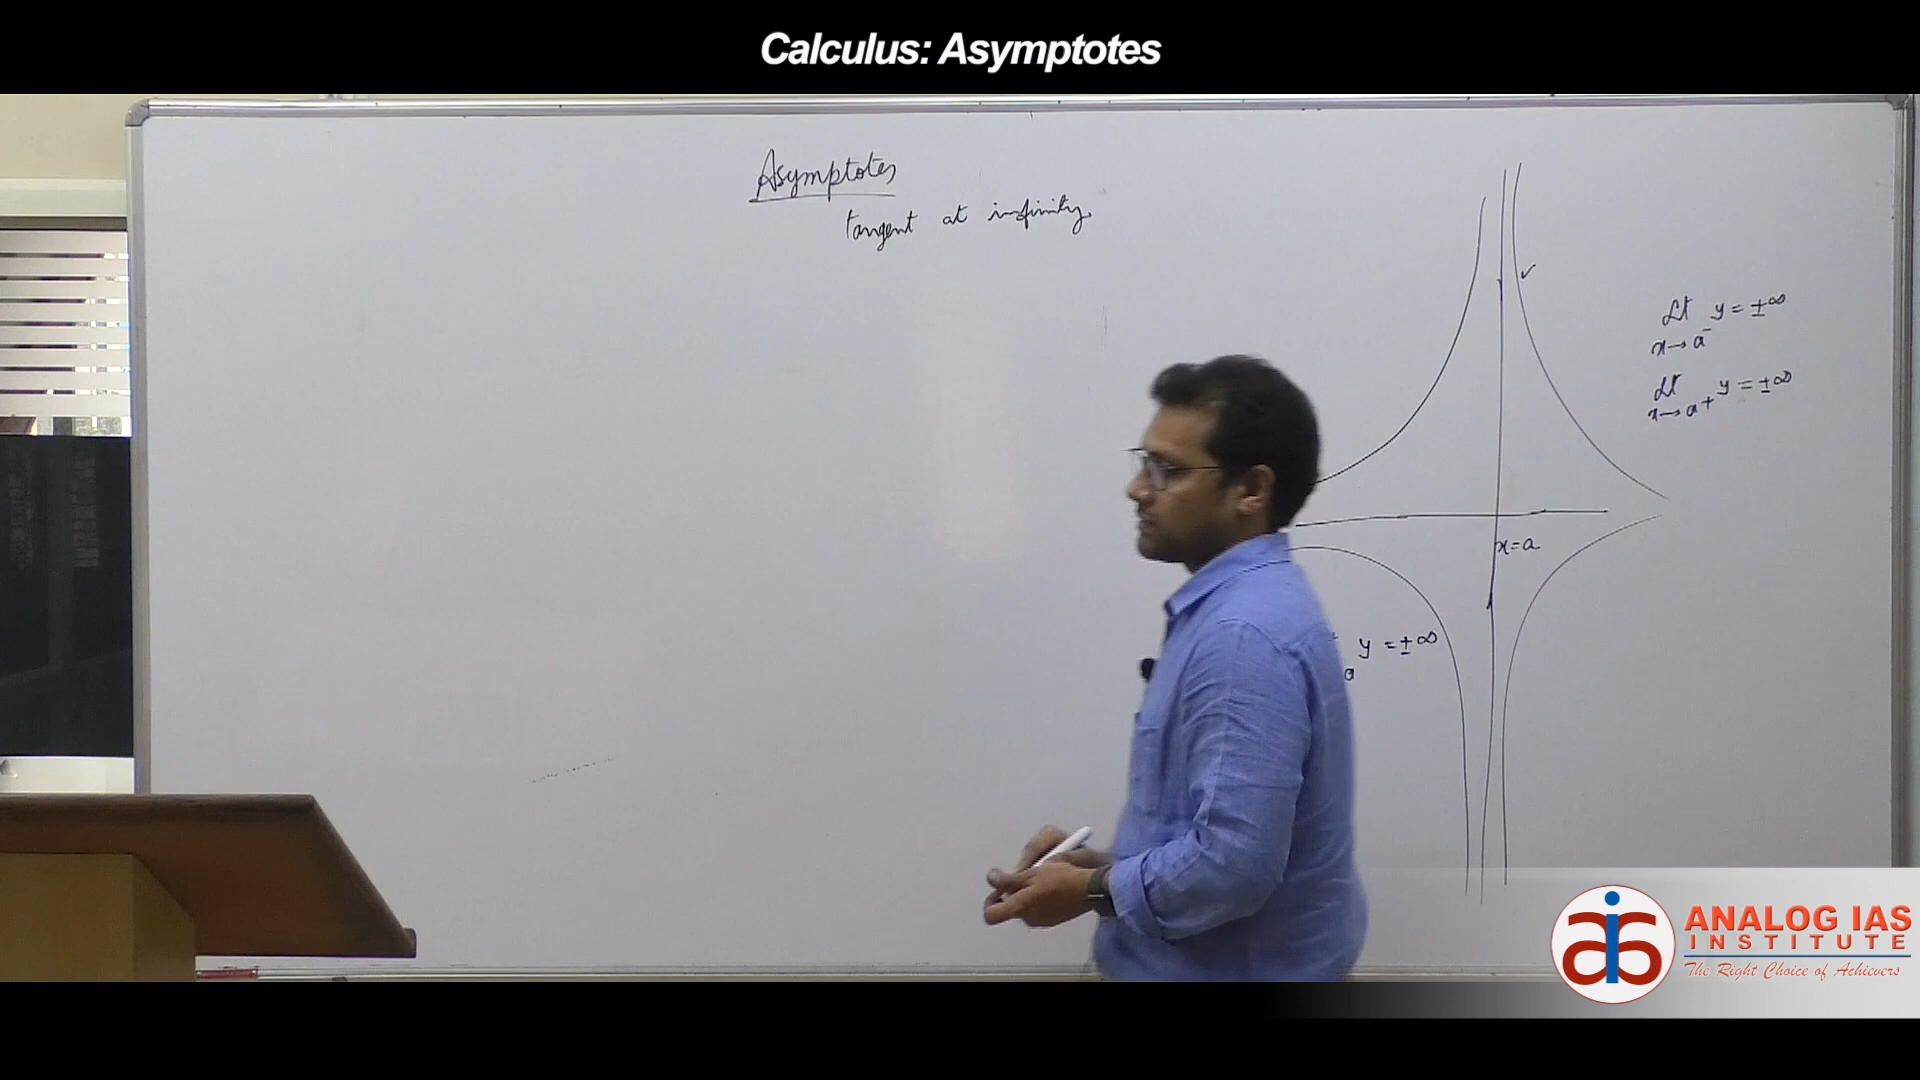 Calculus: Asymptotes
Asymptotes
tangent at infinity
Lt y = ±∞
x→a⁻
Lt y = ±∞
x→a+
x=a
y = ±∞
a
ANALOG IAS
INSTITUTE
The Right Choice of Achievers